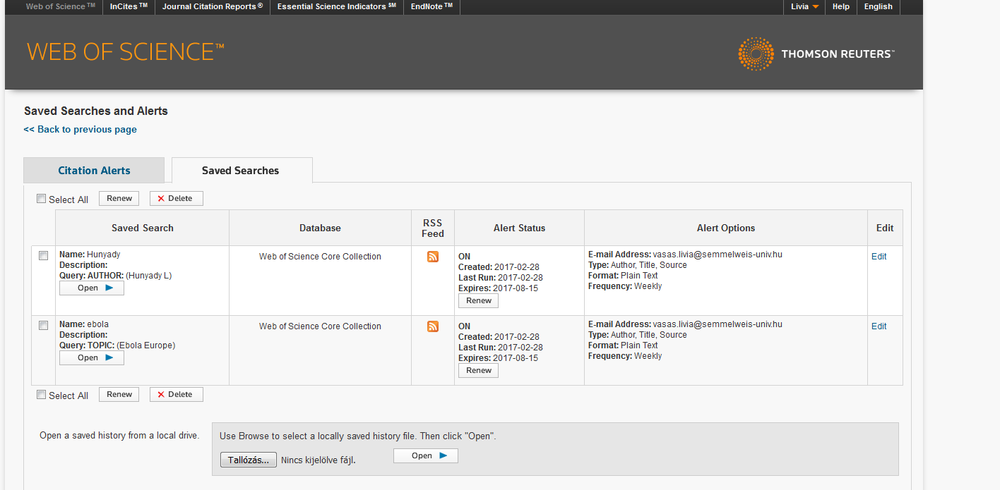 Web of Science™ InCites™ Journal Citation Reports® Essential Science Indicators℠ EndNote™ Livia Help English
WEB OF SCIENCE™
THOMSON REUTERS™
Saved Searches and Alerts
<< Back to previous page
Citation Alerts Saved Searches
Select All Renew Delete
Saved Search Database RSS Feed Alert Status Alert Options Edit
Name: Hunyady
Description:
Query: AUTHOR: (Hunyady L)
Open
Web of Science Core Collection
ON
Created: 2017-02-28
Last Run: 2017-02-28
Expires: 2017-08-15
Renew
E-mail Address: vasas.livia@semmelweis-univ.hu
Type: Author, Title, Source
Format: Plain Text
Frequency: Weekly
Edit
Name: ebola
Description:
Query: TOPIC: (Ebola Europe)
Open
Web of Science Core Collection
ON
Created: 2017-02-28
Last Run: 2017-02-28
Expires: 2017-08-15
Renew
E-mail Address: vasas.livia@semmelweis-univ.hu
Type: Author, Title, Source
Format: Plain Text
Frequency: Weekly
Edit
Select All Renew Delete
Open a saved history from a local drive.
Use Browse to select a locally saved history file. Then click "Open".
Tallózás... Nincs kijelölve fájl. Open